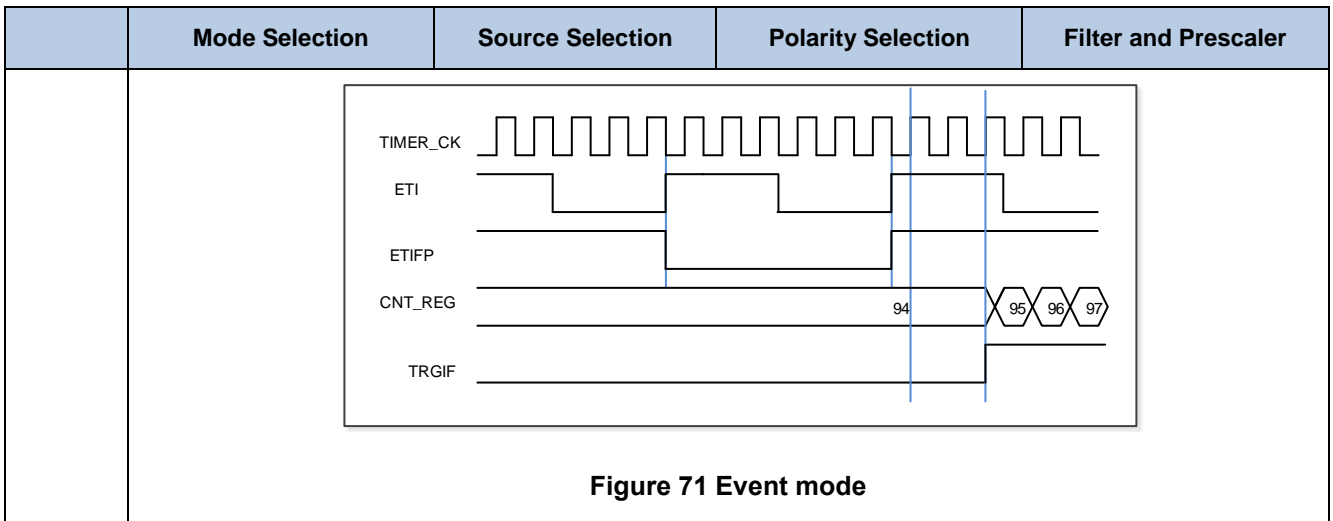 Mode Selection Source Selection Polarity Selection Filter and Prescaler
TIMER_CK
ETI
ETIFP
CNT_REG 94 95 96 97
TRGIF
Figure 71 Event mode